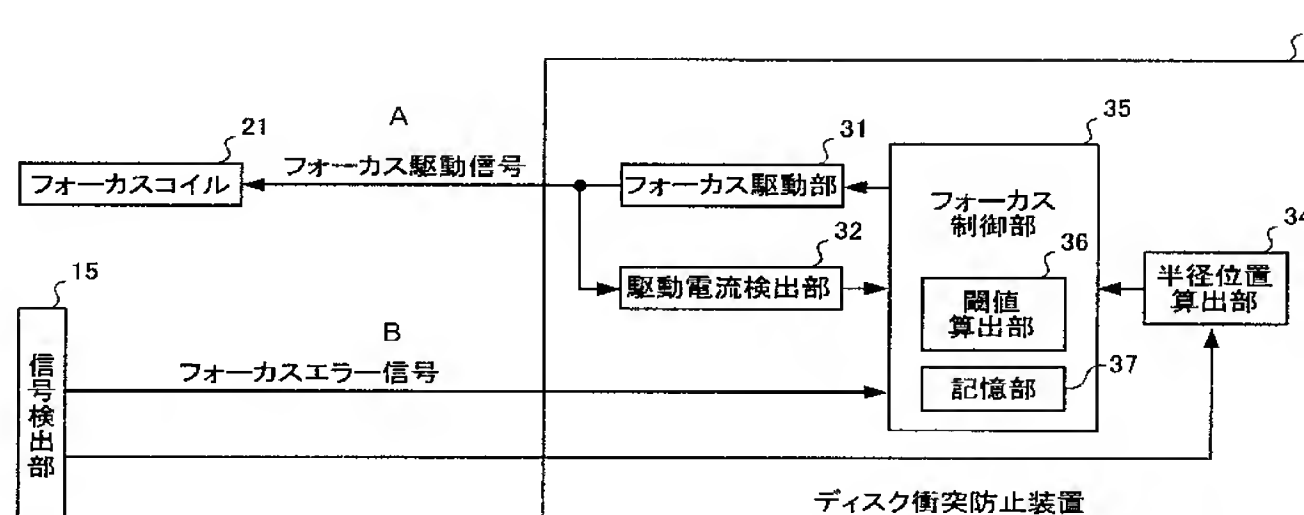 A
21
フォーカスコイル
フォーカス駆動信号
31
フォーカス駆動部
35
フォーカス
制御部
32
駆動電流検出部
36
閾値
算出部
34
半径位置
算出部
15
信号検出部
B
フォーカスエラー信号
37
記憶部
ディスク衝突防止装置